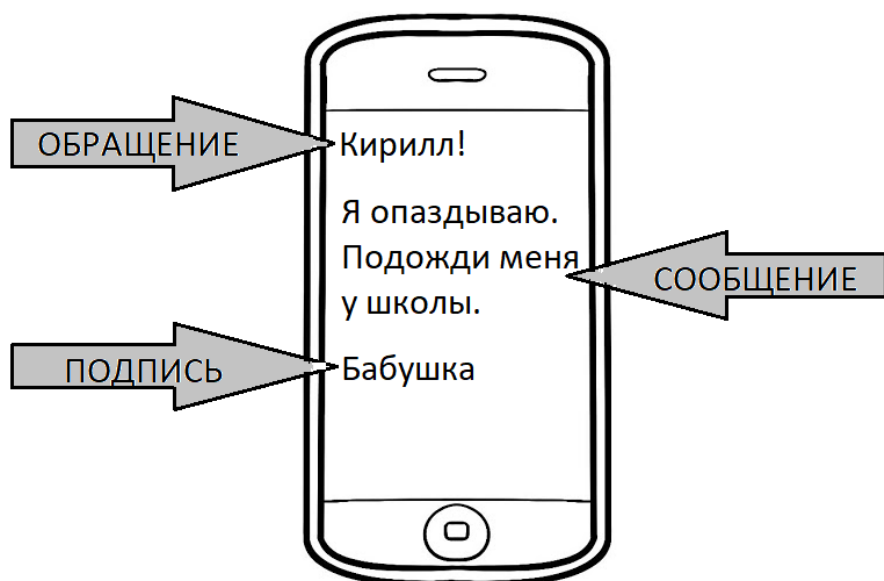 ОБРАЩЕНИЕ
Кирилл!
Я опаздываю.
Подожди меня
у школы.
СООБЩЕНИЕ
ПОДПИСЬ
Бабушка